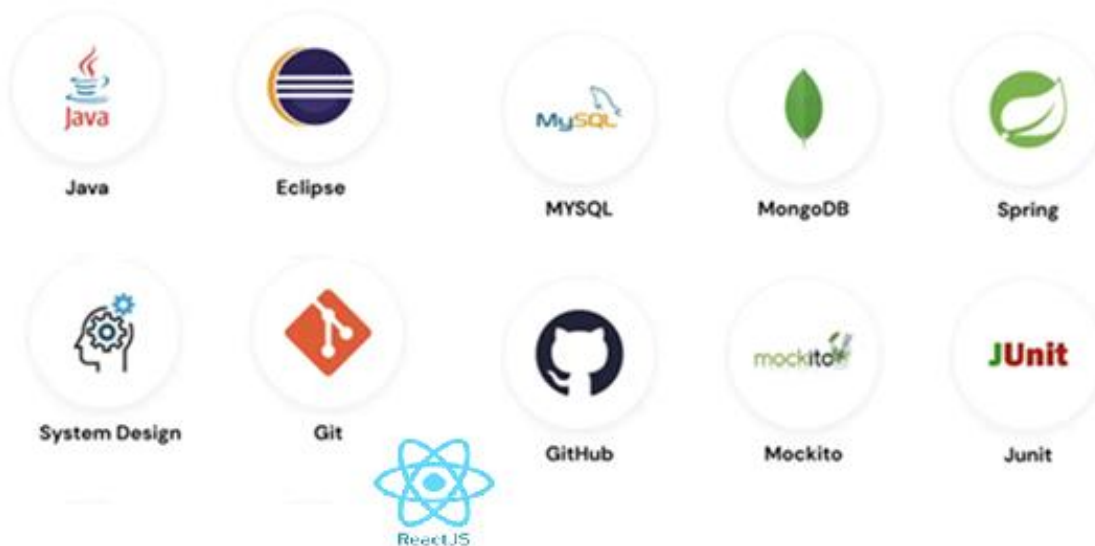 Java
Java
Eclipse
MySQL
MYSQL
MongoDB
Spring
System Design
Git
GitHub
mockito
Mockito
JUnit
Junit
ReactJS